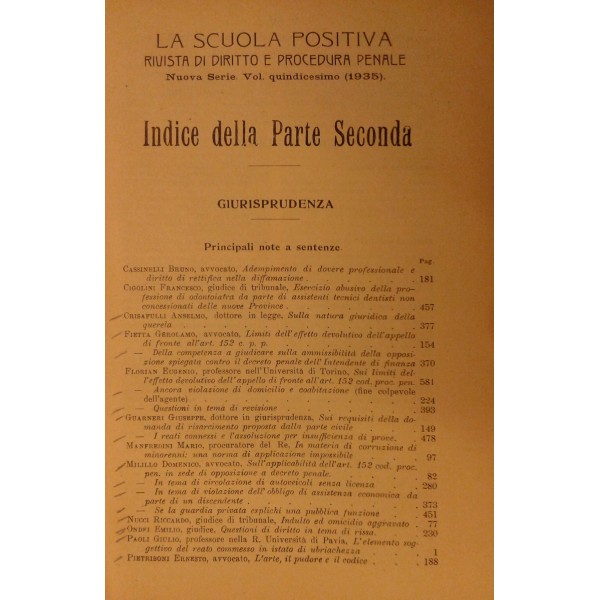 LA SCUOLA POSITIVA
RIVISTA DI DIRITTO E PROCEDURA PENALE
Nuova Serie. Vol. quindicesimo (1935).
Indice della Parte Seconda
GIURISPRUDENZA
Principali note a sentenze.
Pag.
CASSINELLI BRUNO, avvocato, Adempimento di dovere professionale e
diritto di rettifica nella diffamazione . . . . . 181
CIDOLINI FRANCESCO, giudice di tribunale, Esercizio abusivo della pro-
fessione di odontoiatra da parte di assistenti tecnici dentisti non
concessionati delle nuove Province . . . . . 457
CRISAFULLI ANSELMO, dottore in legge, Sulla natura giuridica della
querela . . . . . 377
FIETTA GEROLAMO, avvocato, Limiti dell'effetto devolutivo dell'appello
di fronte all'art. 152 c. p. p. . . . . 154
— Della competenza a giudicare sulla ammissibilità della opposi-
zione spiegata contro il decreto penale dell'Intendente di finanza 370
FLORIAN EUGENIO, professore nell'Università di Torino, Sui limiti del-
l'effetto devolutivo dell'appello di fronte all'art. 152 cod. proc. pen. 581
— Ancora violazione di domicilio e coabitazione (fine colpevole
dell'agente) . . . . . 224
— Questioni in tema di revisione . . . . . 393
GUARNERI GIUSEPPE, dottore in giurisprudenza, Sui requisiti della do-
manda di risarcimento proposta dalla parte civile . . 149
— I reati connessi e l'assoluzione per insufficienza di prove. . 478
MANFREDINI MARIO, procuratore del Re, In materia di corruzione di
minorenni: una norma di applicazione impossibile . . 97
MILILLO DOMENICO, avvocato, Sull'applicabilità dell'art. 152 cod. proc.
pen. in sede di opposizione a decreto penale. . . . 82
— In tema di circolazione di autoveicoli senza licenza . . 280
— In tema di violazione dell'obbligo di assistenza economica da
parte di un discendente . . . . . 373
— Se la guardia privata esplichi una pubblica funzione . . 451
NUCCI RICCARDO, giudice di tribunale, Indulto ed omicidio aggravato . 77
ONDEI EMILIO, giudice, Questioni di diritto in tema di rissa. . . 230
PAOLI GIULIO, professore nella R. Università di Pavia, L'elemento sog-
gettivo del reato commesso in istato di ubriachezza . . 1
PIETRIBONI ERNESTO, avvocato, L'arte, il pudore e il codice . . . 188